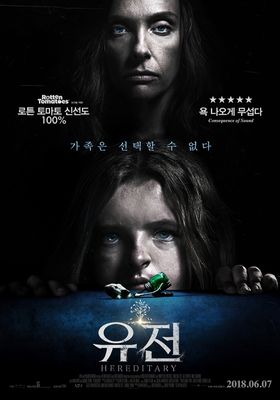 Rotten
Tomatoes
로튼 토마토 신선도
100%
★★★★★
욕 나오게 무섭다
Consequence of Sound
가족은 선택할 수 없다
유전
HEREDITARY
2018.06.07